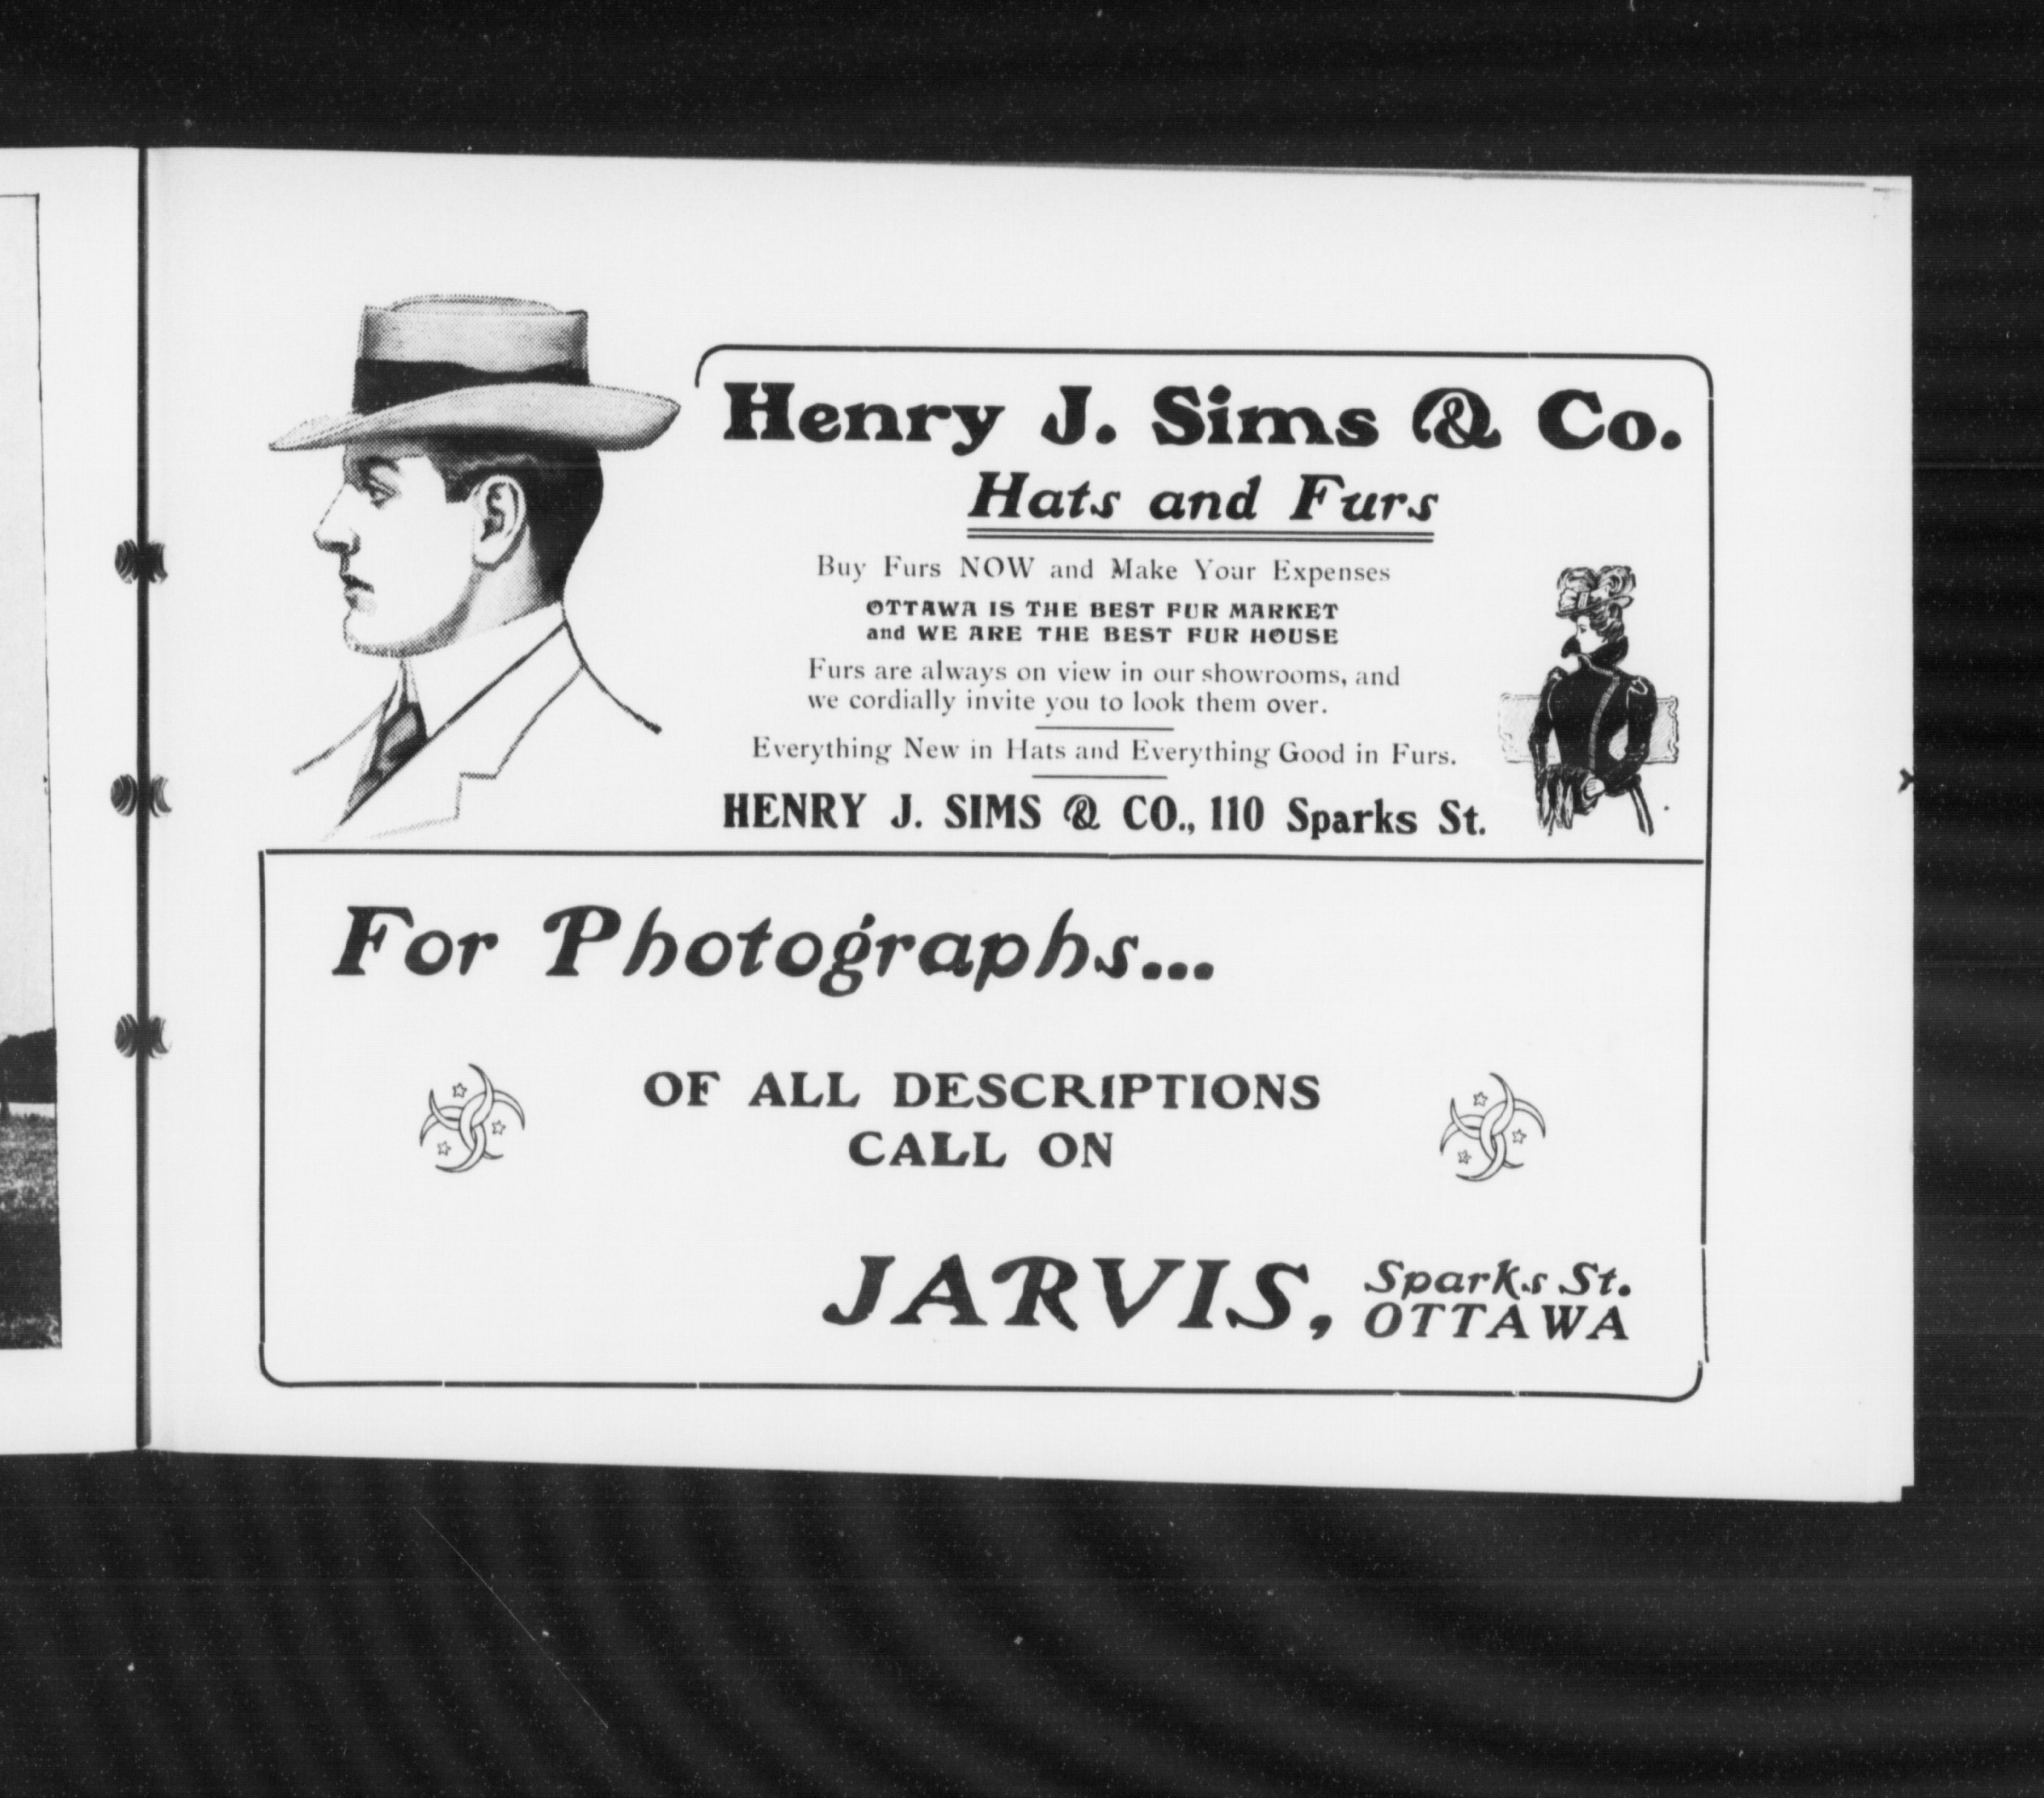 Henry J. Sims & Co.
Hats and Furs
Buy Furs NOW and Make Your Expenses
OTTAWA IS THE BEST FUR MARKET
and WE ARE THE BEST FUR HOUSE
Furs are always on view in our showrooms, and
we cordially invite you to look them over.
Everything New in Hats and Everything Good in Furs.
HENRY J. SIMS & CO., 110 Sparks St.
For Photographs...
OF ALL DESCRIPTIONS
CALL ON
JARVIS, Sparks St.
OTTAWA